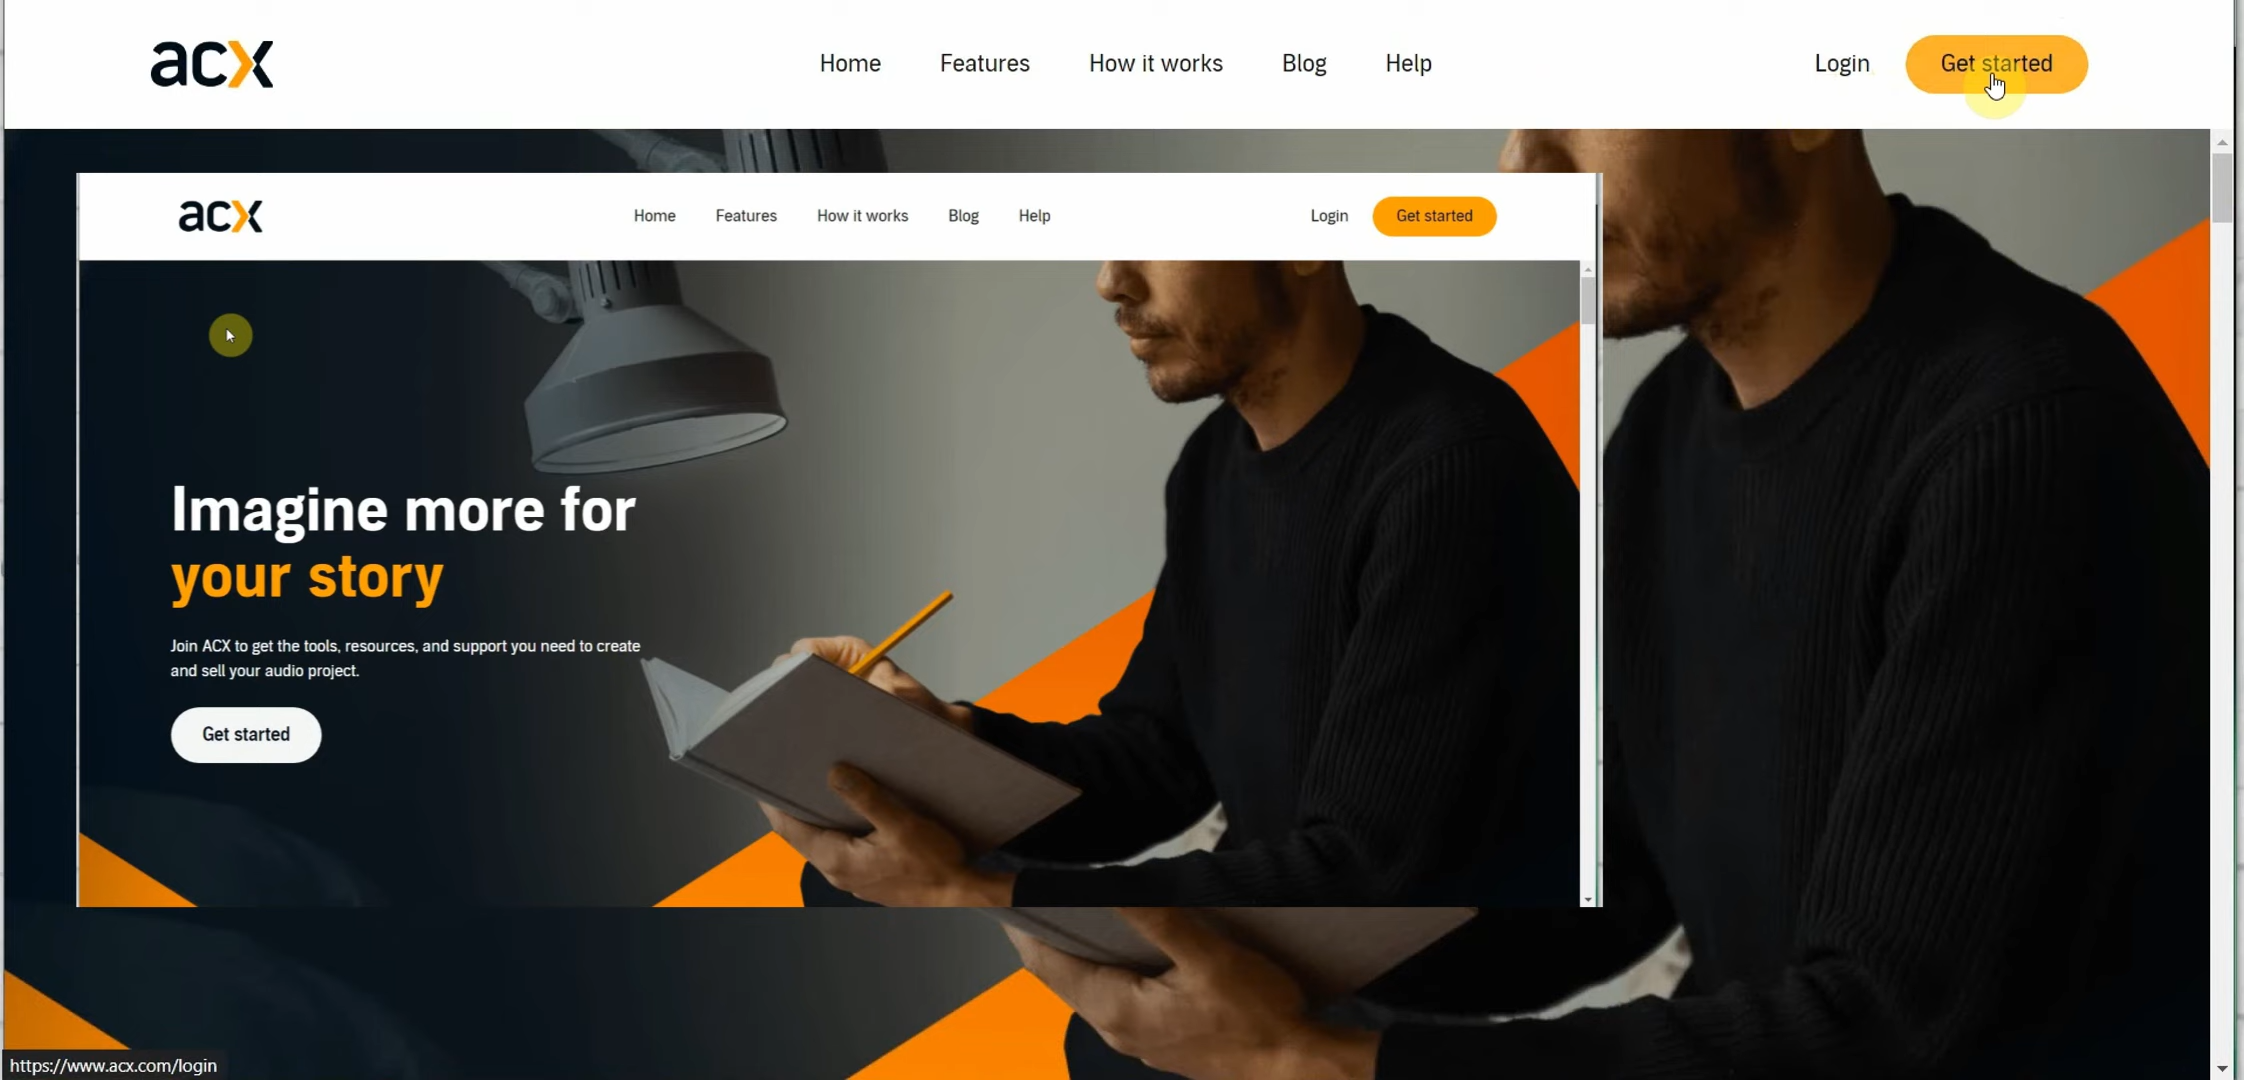 acx
Home Features How it works Blog Help Login Get started
acx
Home Features How it works Blog Help Login Get started
Imagine more for
your story
Join ACX to get the tools, resources, and support you need to create
and sell your audio project.
Get started
https://www.acx.com/login